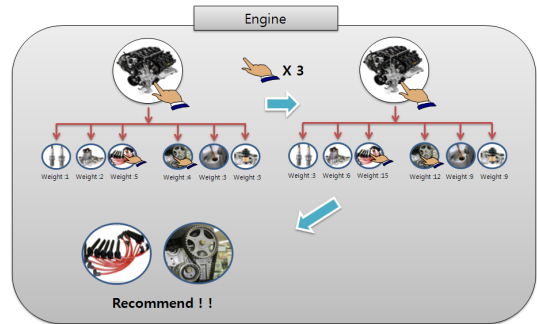 Engine
X 3
Weight :1 Weight :2 Weight :5 Weight :4 Weight :3 Weight :3
Weight :3 Weight :6 Weight :15 Weight :12 Weight :9 Weight :9
Recommend ! !